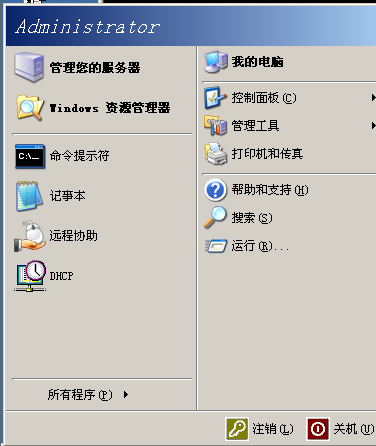 Administrator
管理您的服务器
Windows 资源管理器
命令提示符
记事本
远程协助
DHCP
所有程序(P)
我的电脑
控制面板(C)
管理工具
打印机和传真
帮助和支持(H)
搜索(S)
运行(R)...
注销(L)
关机(U)